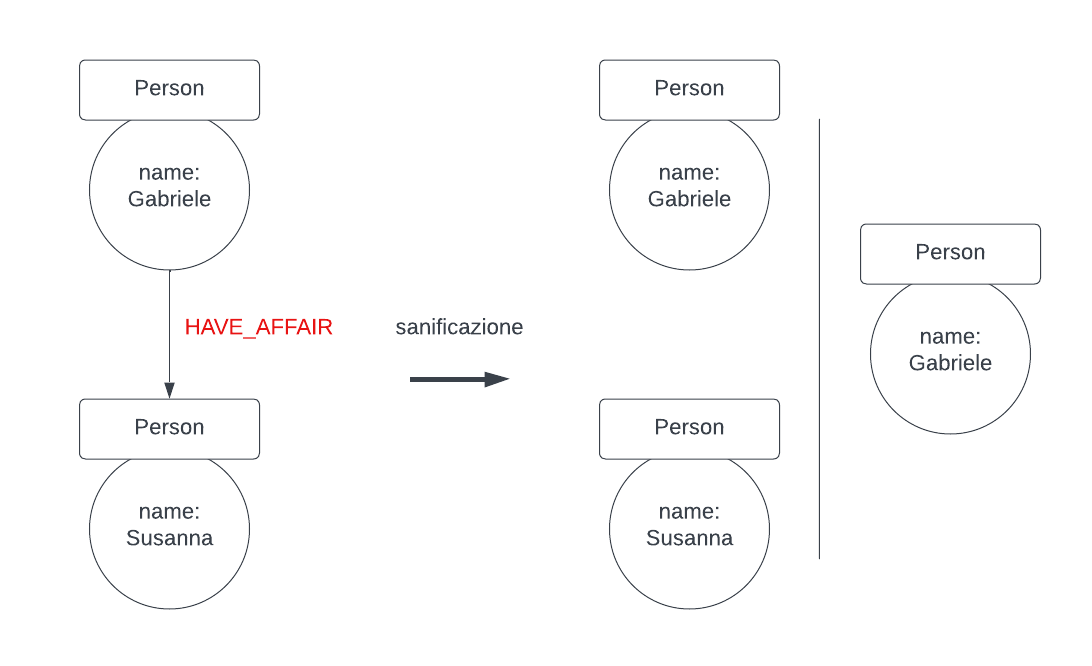 Person
name:
Gabriele
HAVE_AFFAIR
Person
name:
Susanna
sanificazione
Person
name:
Gabriele
Person
name:
Susanna
Person
name:
Gabriele